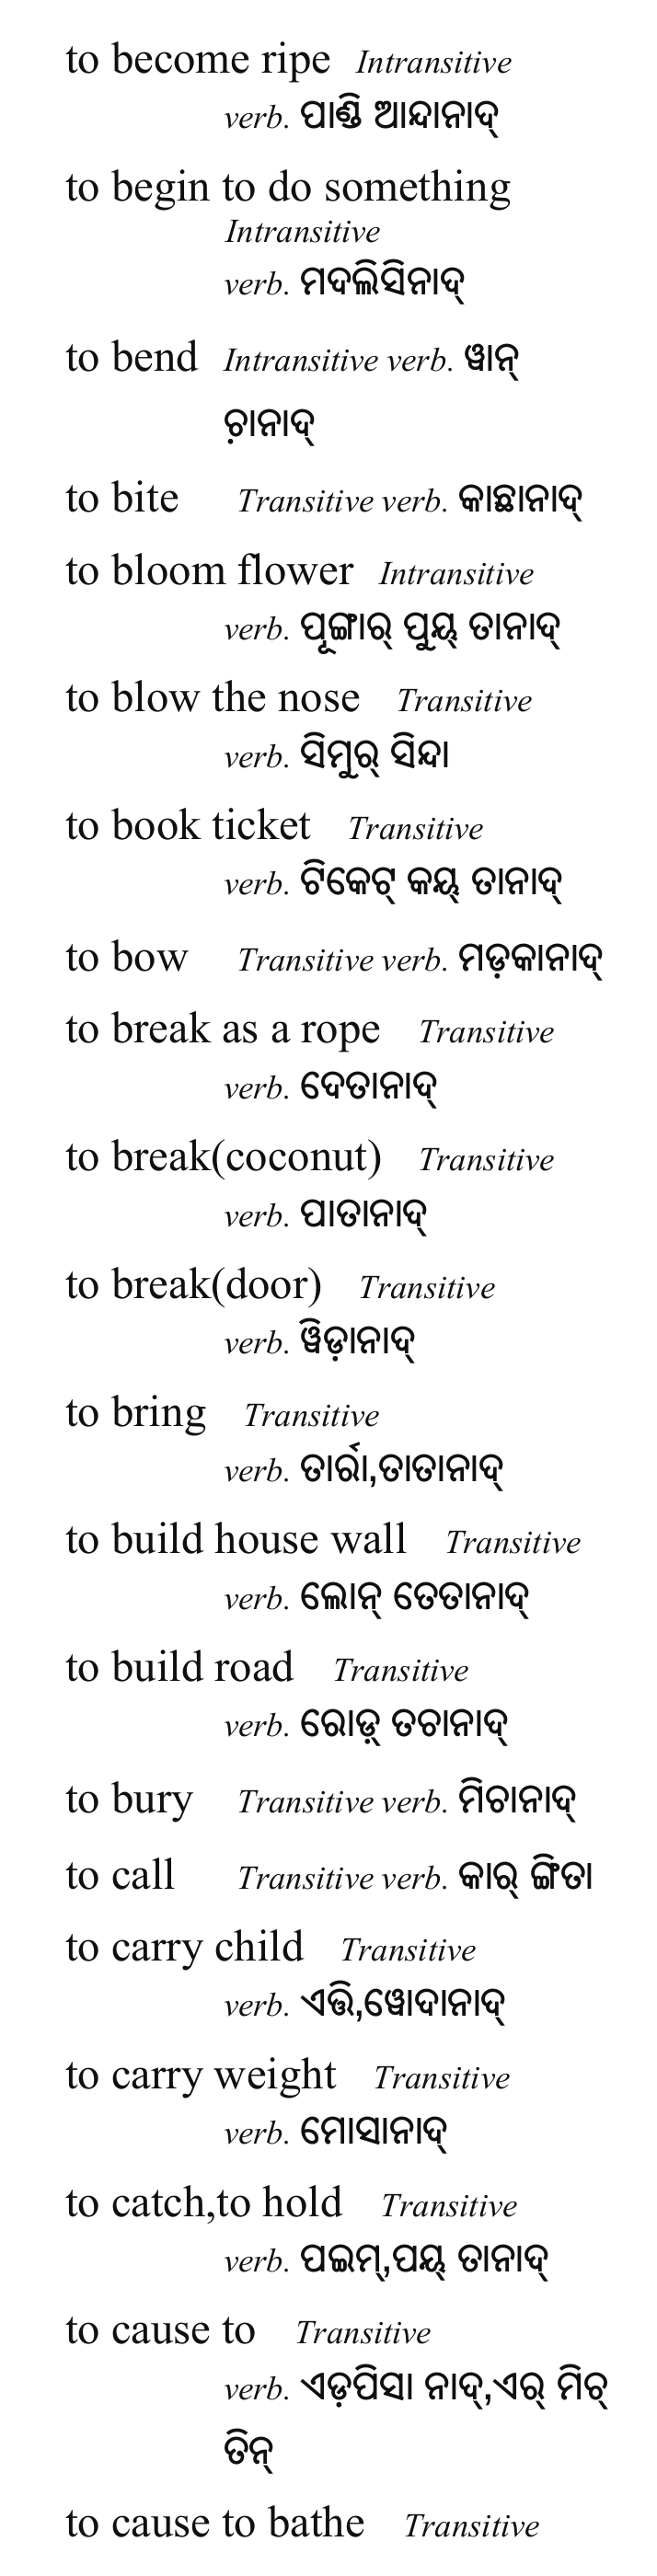 to become ripe Intransitive
verb. ପାଣ୍ଡି ଆନ୍ଦାନାଦ୍
to begin to do something
Intransitive
verb. ମଦଲିସିନାଦ୍
to bend Intransitive verb. ୱାନ୍
ଚ଼ାନାଦ୍
to bite Transitive verb. କାଛାନାଦ୍
to bloom flower Intransitive
verb. ପୂଙ୍ଗାର୍ ପୁୟ୍ ତାନାଦ୍
to blow the nose Transitive
verb. ସିମୁର୍ ସିନ୍ଦା
to book ticket Transitive
verb. ଟିକେଟ୍ କୟ୍ ତାନାଦ୍
to bow Transitive verb. ମଡ଼କାନାଦ୍
to break as a rope Transitive
verb. ଦେତାନାଦ୍
to break(coconut) Transitive
verb. ପାତାନାଦ୍
to break(door) Transitive
verb. ୱିଡ଼ାନାଦ୍
to bring Transitive
verb. ତାର୍ରା,ତାତାନାଦ୍
to build house wall Transitive
verb. ଲୋନ୍ ତେତାନାଦ୍
to build road Transitive
verb. ରୋଡ଼୍ ତଚାନାଦ୍
to bury Transitive verb. ମିଚାନାଦ୍
to call Transitive verb. କାର୍ ଙ୍ଗିତା
to carry child Transitive
verb. ଏତ୍ତି,ୱୋଦାନାଦ୍
to carry weight Transitive
verb. ମୋସାନାଦ୍
to catch,to hold Transitive
verb. ପଇମ୍,ପୟ୍ ତାନାଦ୍
to cause to Transitive
verb. ଏଡ଼ପିସା ନାଦ୍,ଏର୍ ମିଚ୍
ତିନ୍
to cause to bathe Transitive